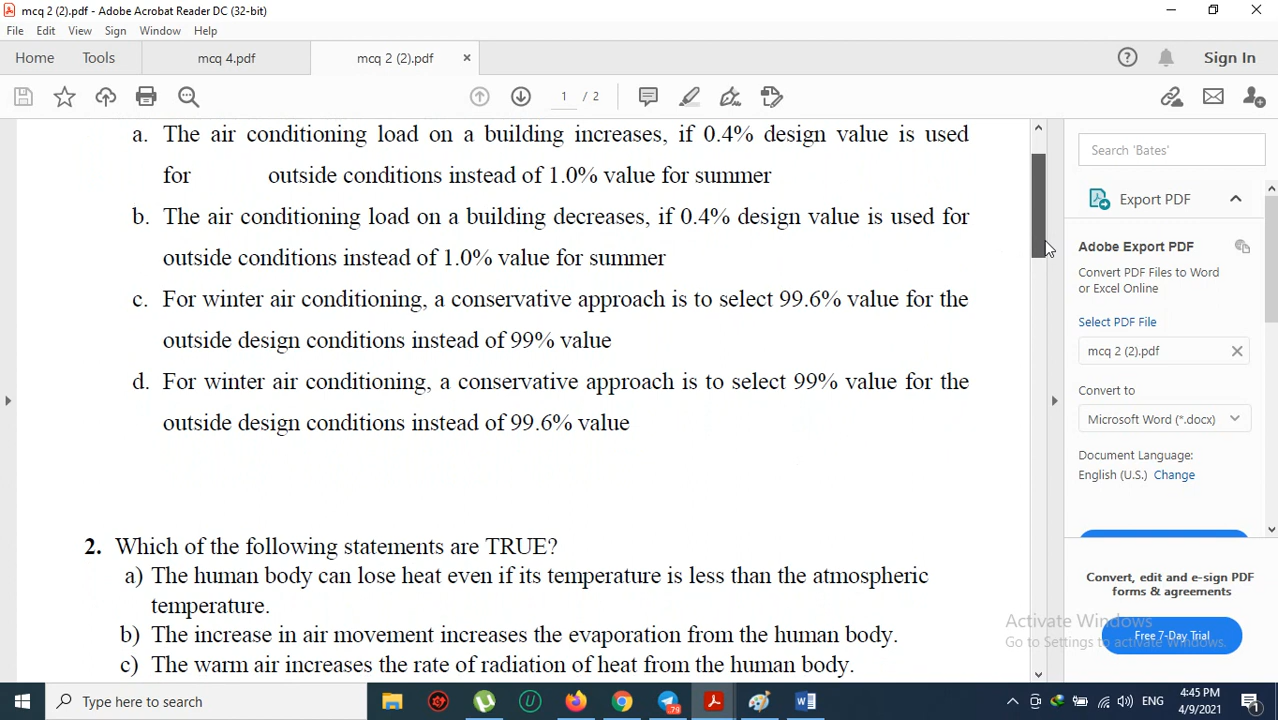 mcq 2 (2).pdf - Adobe Acrobat Reader DC (32-bit)
File Edit View Sign Window Help
Home Tools mcq 4.pdf mcq 2 (2).pdf × Sign In
1 / 2
a. The air conditioning load on a building increases, if 0.4% design value is used
for outside conditions instead of 1.0% value for summer
b. The air conditioning load on a building decreases, if 0.4% design value is used for
outside conditions instead of 1.0% value for summer
c. For winter air conditioning, a conservative approach is to select 99.6% value for the
outside design conditions instead of 99% value
d. For winter air conditioning, a conservative approach is to select 99% value for the
outside design conditions instead of 99.6% value
2. Which of the following statements are TRUE?
a) The human body can lose heat even if its temperature is less than the atmospheric
temperature.
b) The increase in air movement increases the evaporation from the human body.
c) The warm air increases the rate of radiation of heat from the human body.
Search 'Bates'
Export PDF
Adobe Export PDF
Convert PDF Files to Word
or Excel Online
Select PDF File
mcq 2 (2).pdf
Convert to
Microsoft Word (*.docx)
Document Language:
English (U.S.) Change
Convert, edit and e-sign PDF
forms & agreements
Activate Windows
Free 7-Day Trial
Go to Settings to activate Windows.
Type here to search
79
ENG
4:45 PM
4/9/2021
1